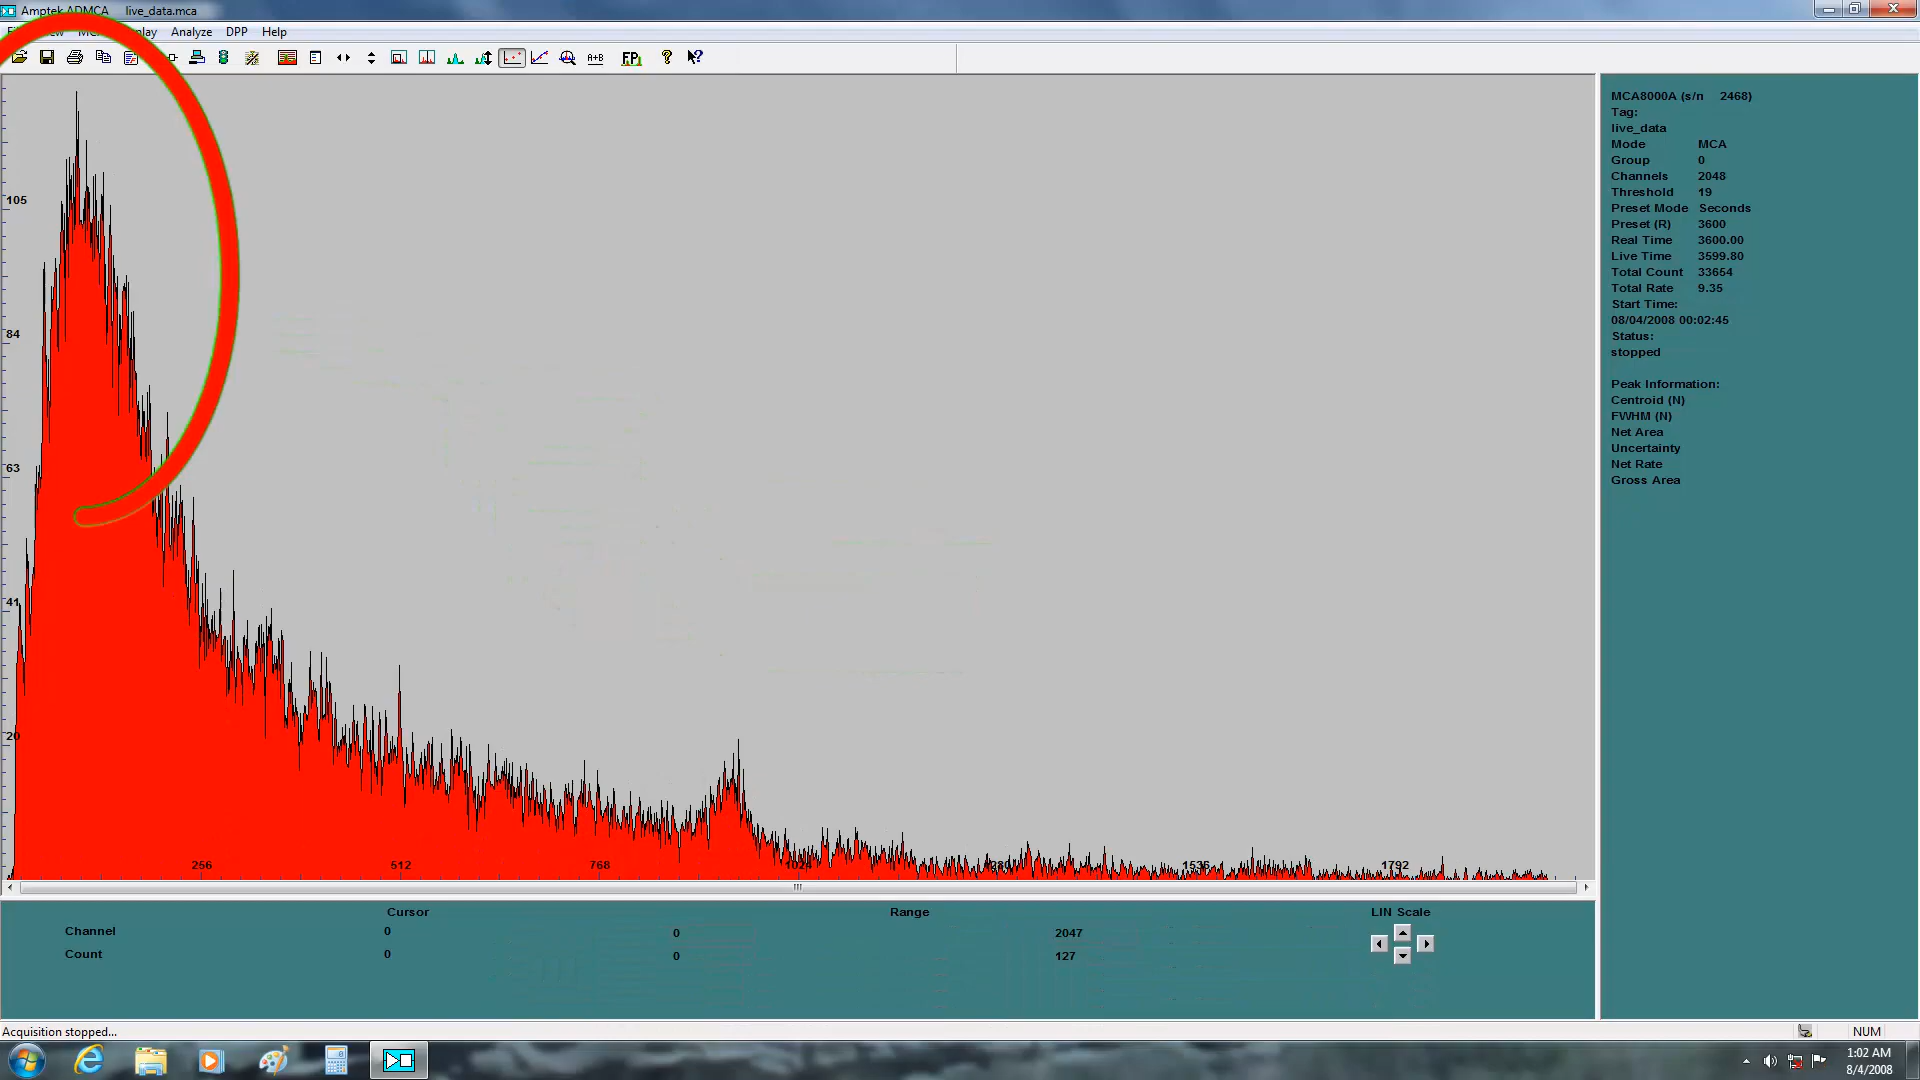 Amptek ADMCA live_data.mca
Analyze DPP Help
A+B FP ? ?
105
84
63
41
20
256 512 768 1024 1280 1536 1792
MCA8000A (s/n 2468)
Tag:
live_data
Mode MCA
Group 0
Channels 2048
Threshold 19
Preset Mode Seconds
Preset (R) 3600
Real Time 3600.00
Live Time 3599.80
Total Count 33654
Total Rate 9.35
Start Time:
08/04/2008 00:02:45
Status:
stopped
Peak Information:
Centroid (N)
FWHM (N)
Net Area
Uncertainty
Net Rate
Gross Area
Cursor Range LIN Scale
Channel 0 0 2047
Count 0 0 127
Acquisition stopped...
NUM
1:02 AM
8/4/2008